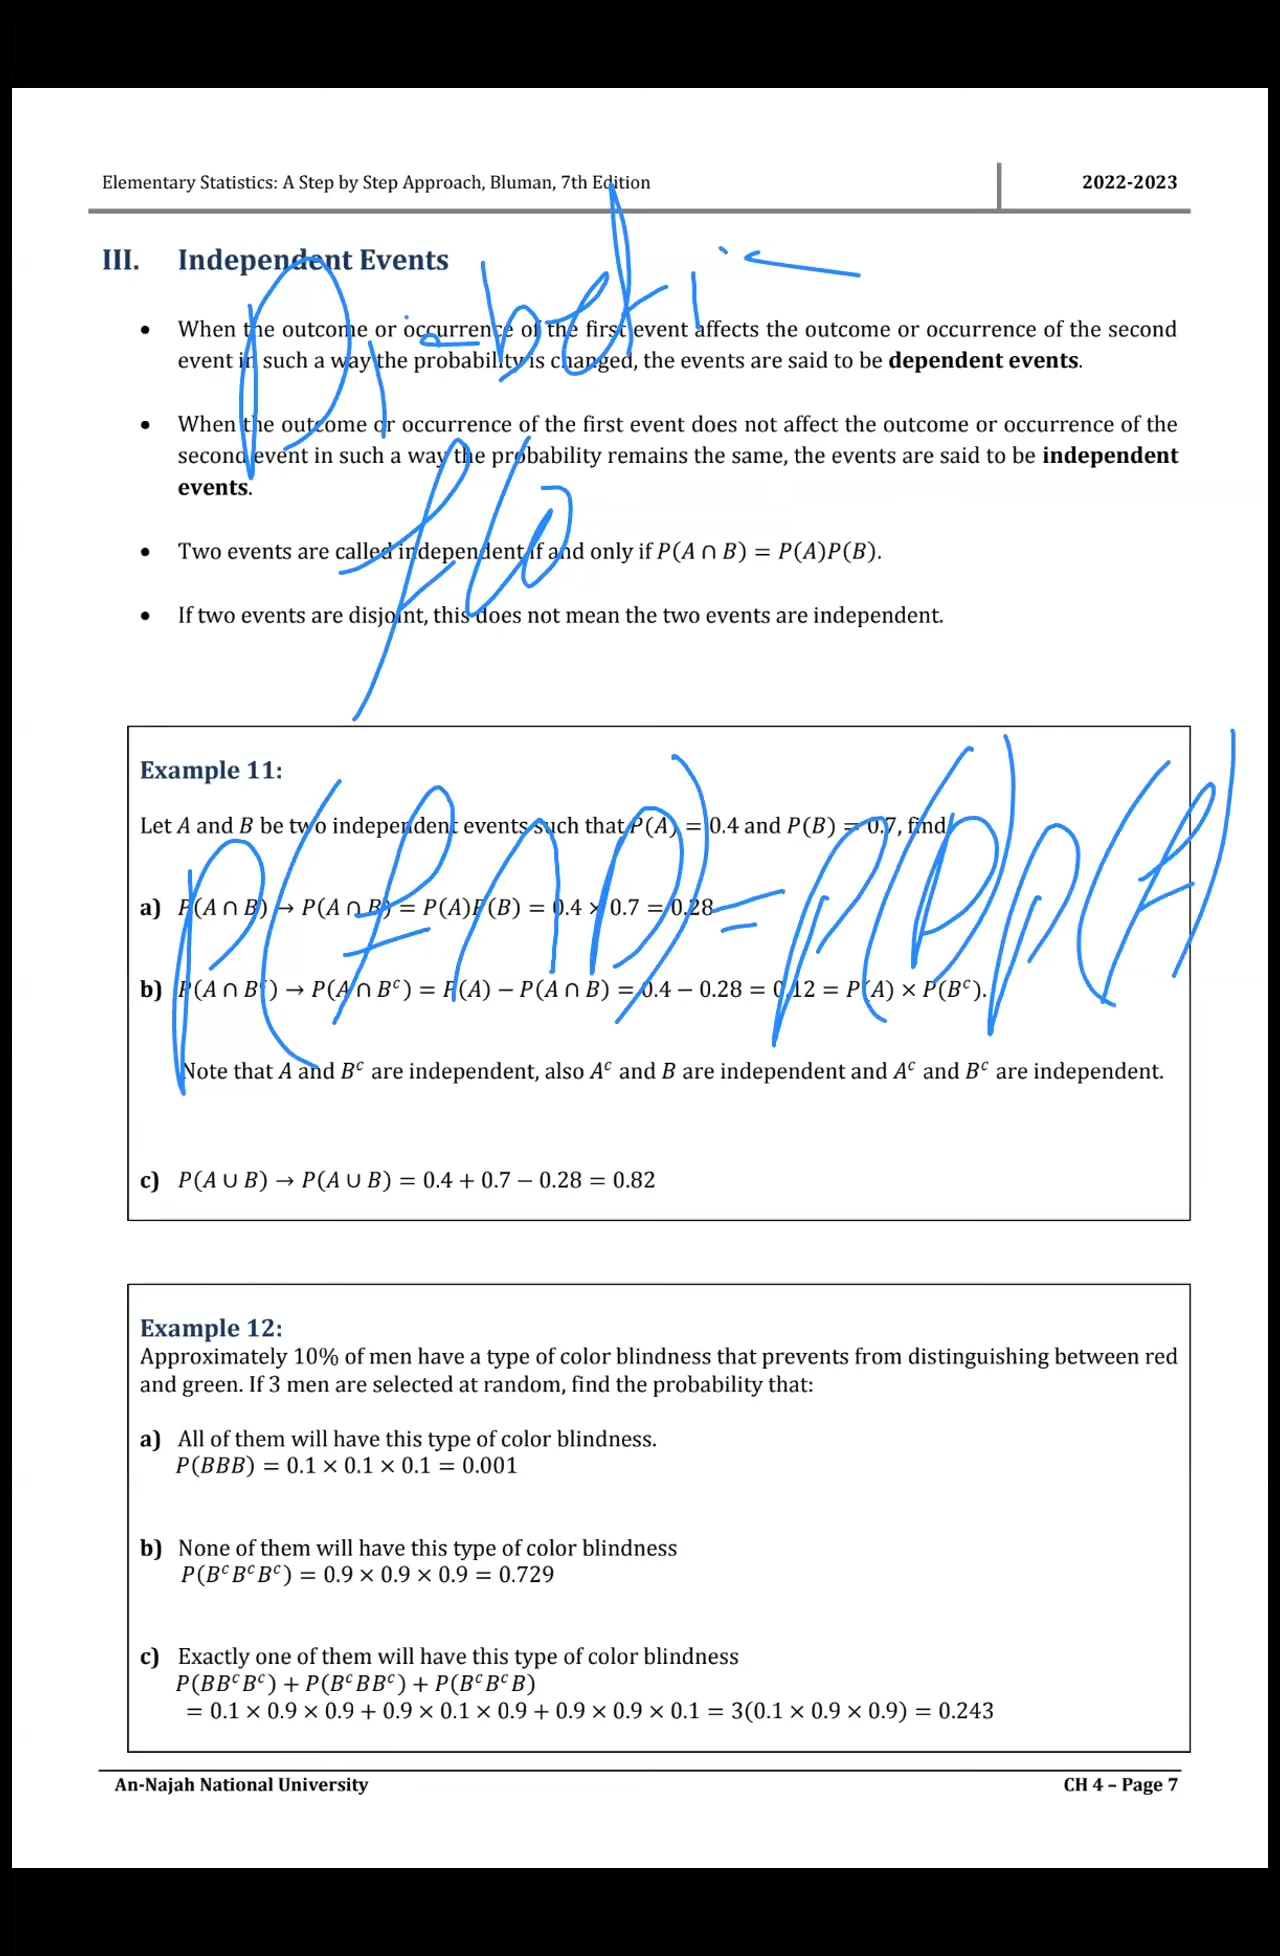 Elementary Statistics: A Step by Step Approach, Bluman, 7th Edition 2022-2023
III. Independent Events
• When the outcome or occurrence of the first event affects the outcome or occurrence of the second
event in such a way the probability is changed, the events are said to be dependent events.
• When the outcome or occurrence of the first event does not affect the outcome or occurrence of the
second event in such a way the probability remains the same, the events are said to be independent
events.
• Two events are called independent if and only if P(A ∩ B) = P(A)P(B).
• If two events are disjoint, this does not mean the two events are independent.
Example 11:
Let A and B be two independent events such that P(A) = 0.4 and P(B) = 0.7, find
a) P(A ∩ B) → P(A ∩ B) = P(A)P(B) = 0.4 × 0.7 = 0.28
b) P(A ∩ Bᶜ) → P(A ∩ Bᶜ) = P(A) − P(A ∩ B) = 0.4 − 0.28 = 0.12 = P(A) × P(Bᶜ).
P(F ∩ D) = P(D)P(F)
Note that A and Bᶜ are independent, also Aᶜ and B are independent and Aᶜ and Bᶜ are independent.
c) P(A ∪ B) → P(A ∪ B) = 0.4 + 0.7 − 0.28 = 0.82
Example 12:
Approximately 10% of men have a type of color blindness that prevents from distinguishing between red
and green. If 3 men are selected at random, find the probability that:
a) All of them will have this type of color blindness.
P(BBB) = 0.1 × 0.1 × 0.1 = 0.001
b) None of them will have this type of color blindness
P(BᶜBᶜBᶜ) = 0.9 × 0.9 × 0.9 = 0.729
c) Exactly one of them will have this type of color blindness
P(BBᶜBᶜ) + P(BᶜBBᶜ) + P(BᶜBᶜB)
= 0.1 × 0.9 × 0.9 + 0.9 × 0.1 × 0.9 + 0.9 × 0.9 × 0.1 = 3(0.1 × 0.9 × 0.9) = 0.243
An-Najah National University CH 4 – Page 7